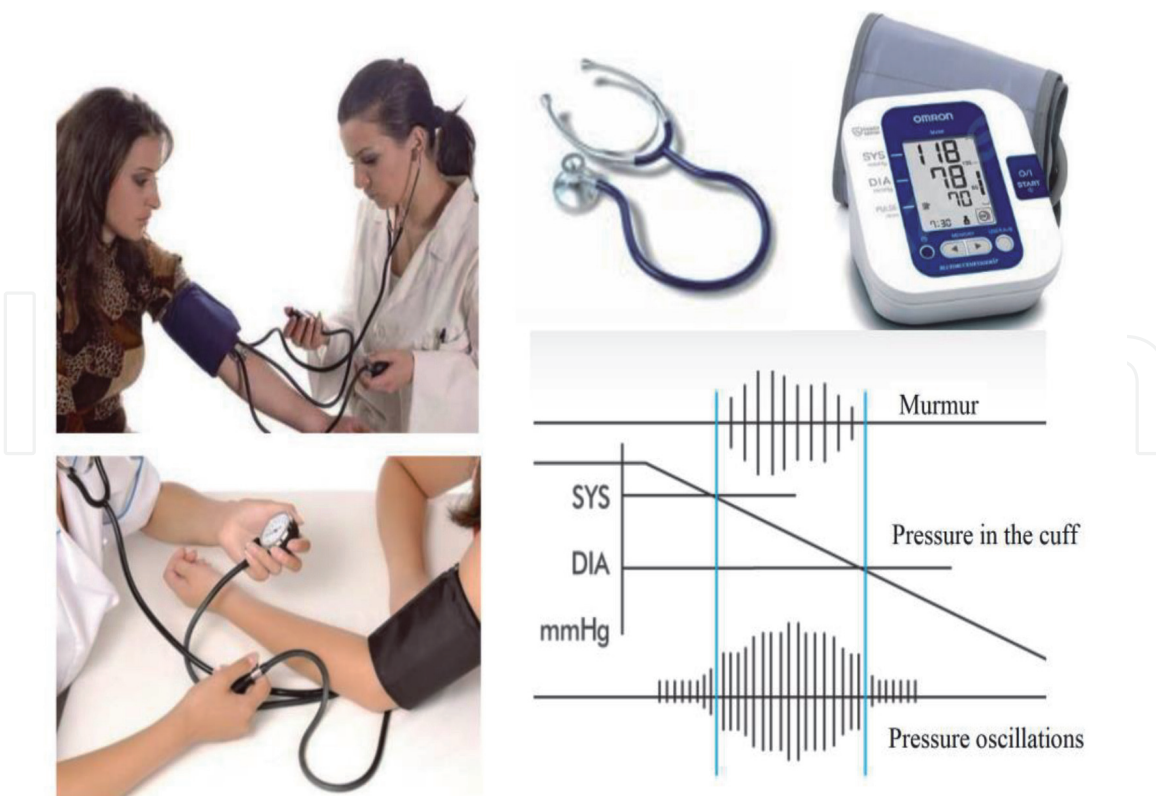 OMRON
SYS
DIA
PULSE
118
78
70
7:30
MEMORY
O/I
START
Murmur
SYS
Pressure in the cuff
DIA
mmHg
Pressure oscillations